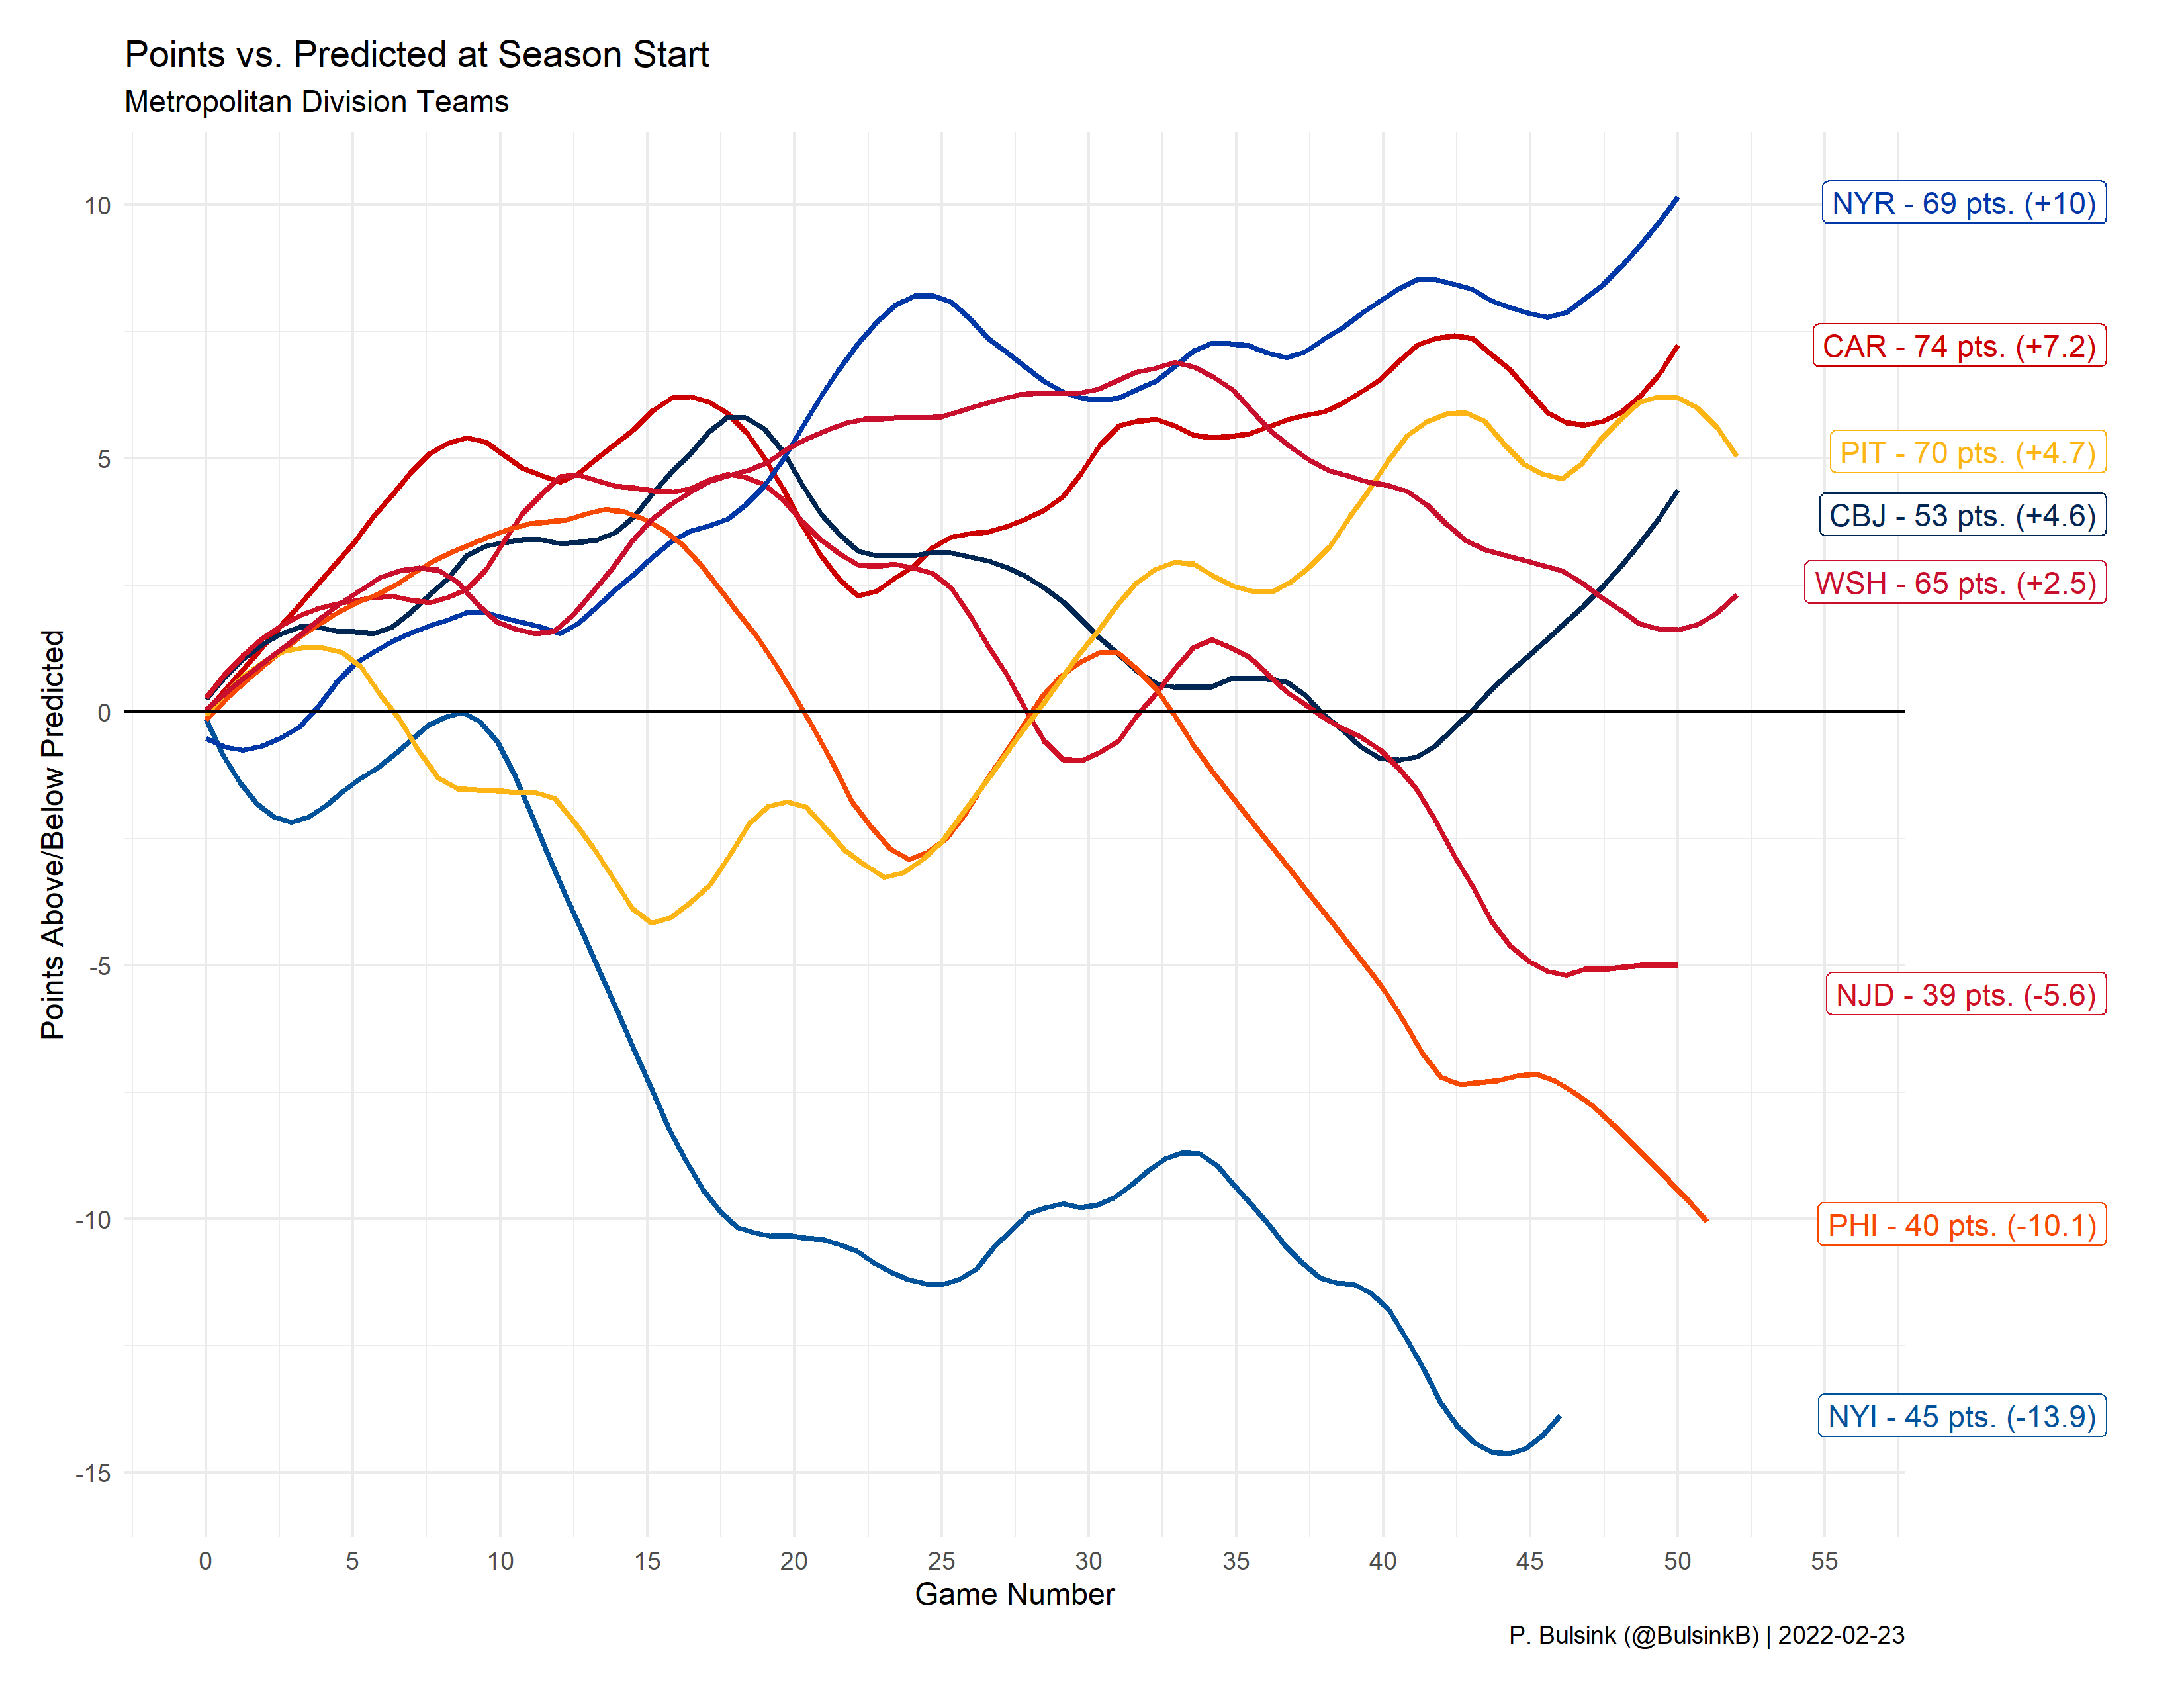 Points vs. Predicted at Season Start
Metropolitan Division Teams
Points Above/Below Predicted
10
5
0
-5
-10
-15
NYR - 69 pts. (+10)
CAR - 74 pts. (+7.2)
PIT - 70 pts. (+4.7)
CBJ - 53 pts. (+4.6)
WSH - 65 pts. (+2.5)
NJD - 39 pts. (-5.6)
PHI - 40 pts. (-10.1)
NYI - 45 pts. (-13.9)
0 5 10 15 20 25 30 35 40 45 50 55
Game Number
P. Bulsink (@BulsinkB) | 2022-02-23